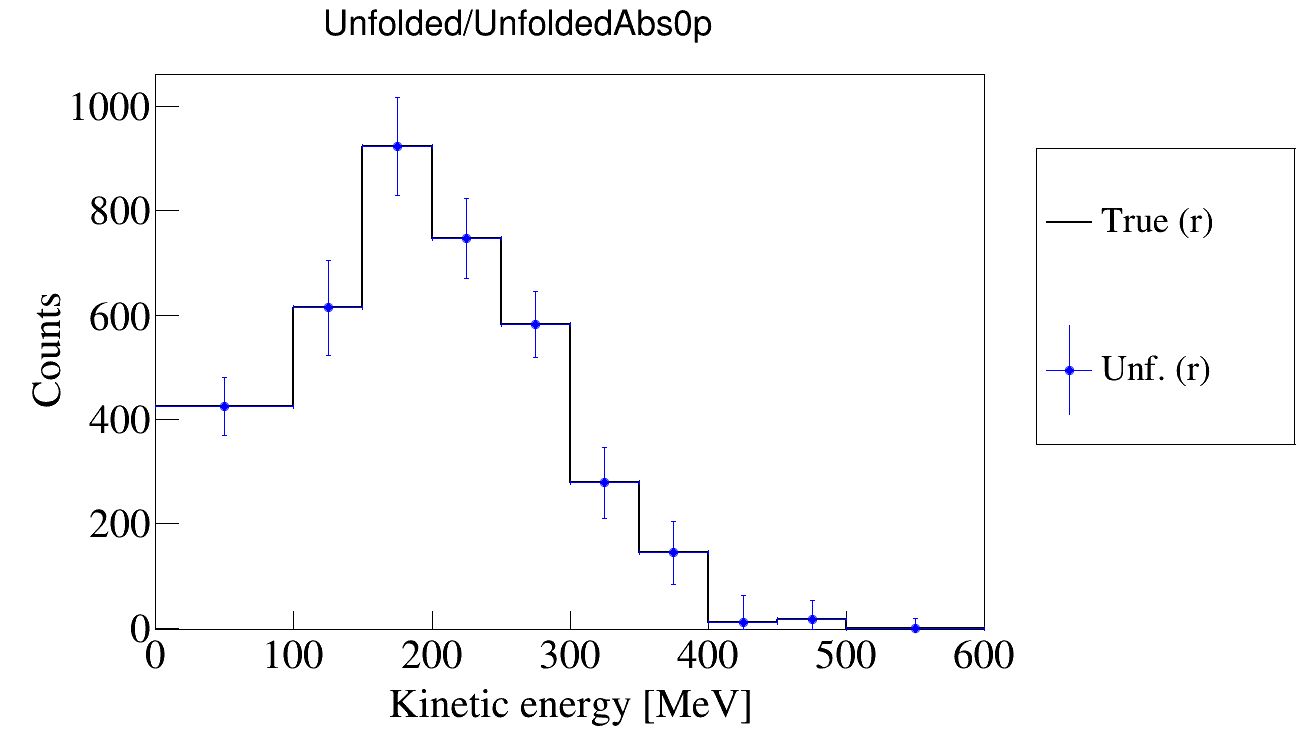 Unfolded/UnfoldedAbs0p
1000
800
600
400
200
0
Counts
0 100 200 300 400 500 600
Kinetic energy [MeV]
True (r)
Unf. (r)